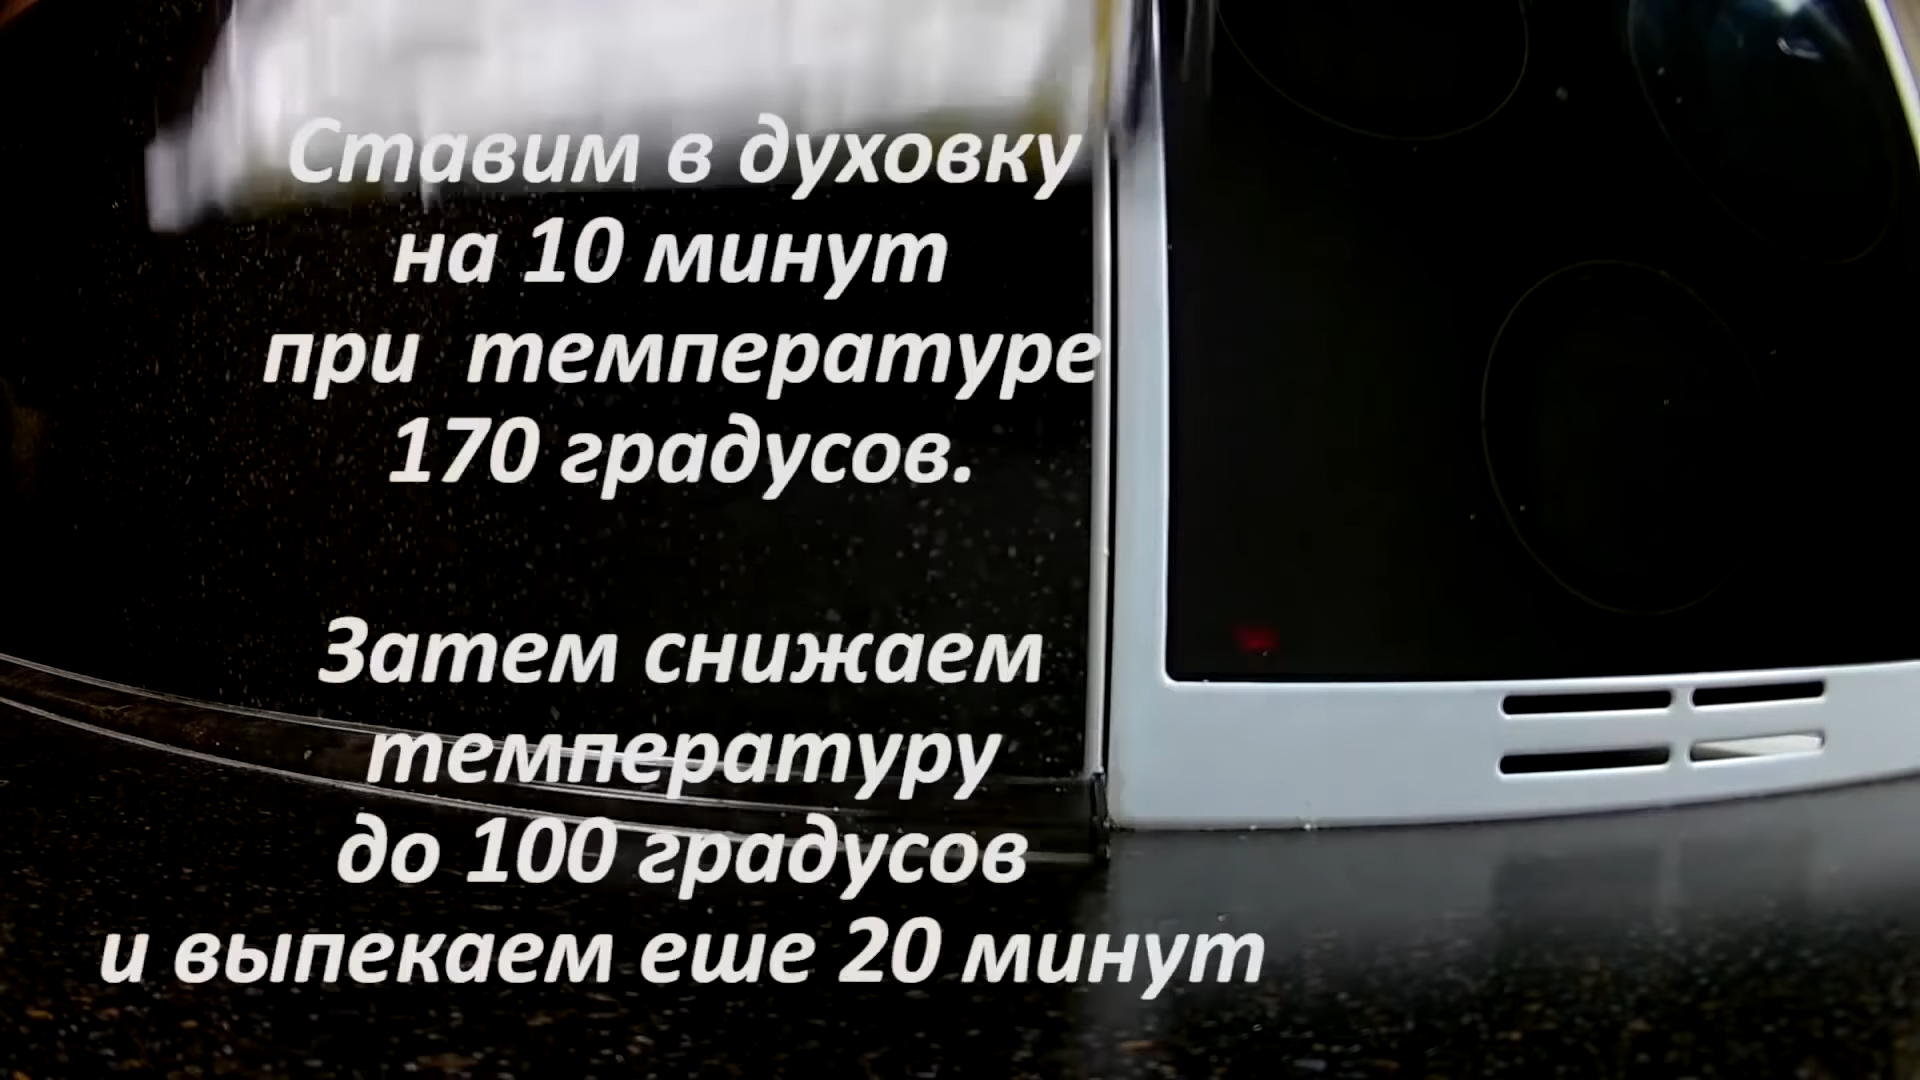 Ставим в духовку
на 10 минут
при температуре
170 градусов.
Затем снижаем
температуру
до 100 градусов
и выпекаем еше 20 минут